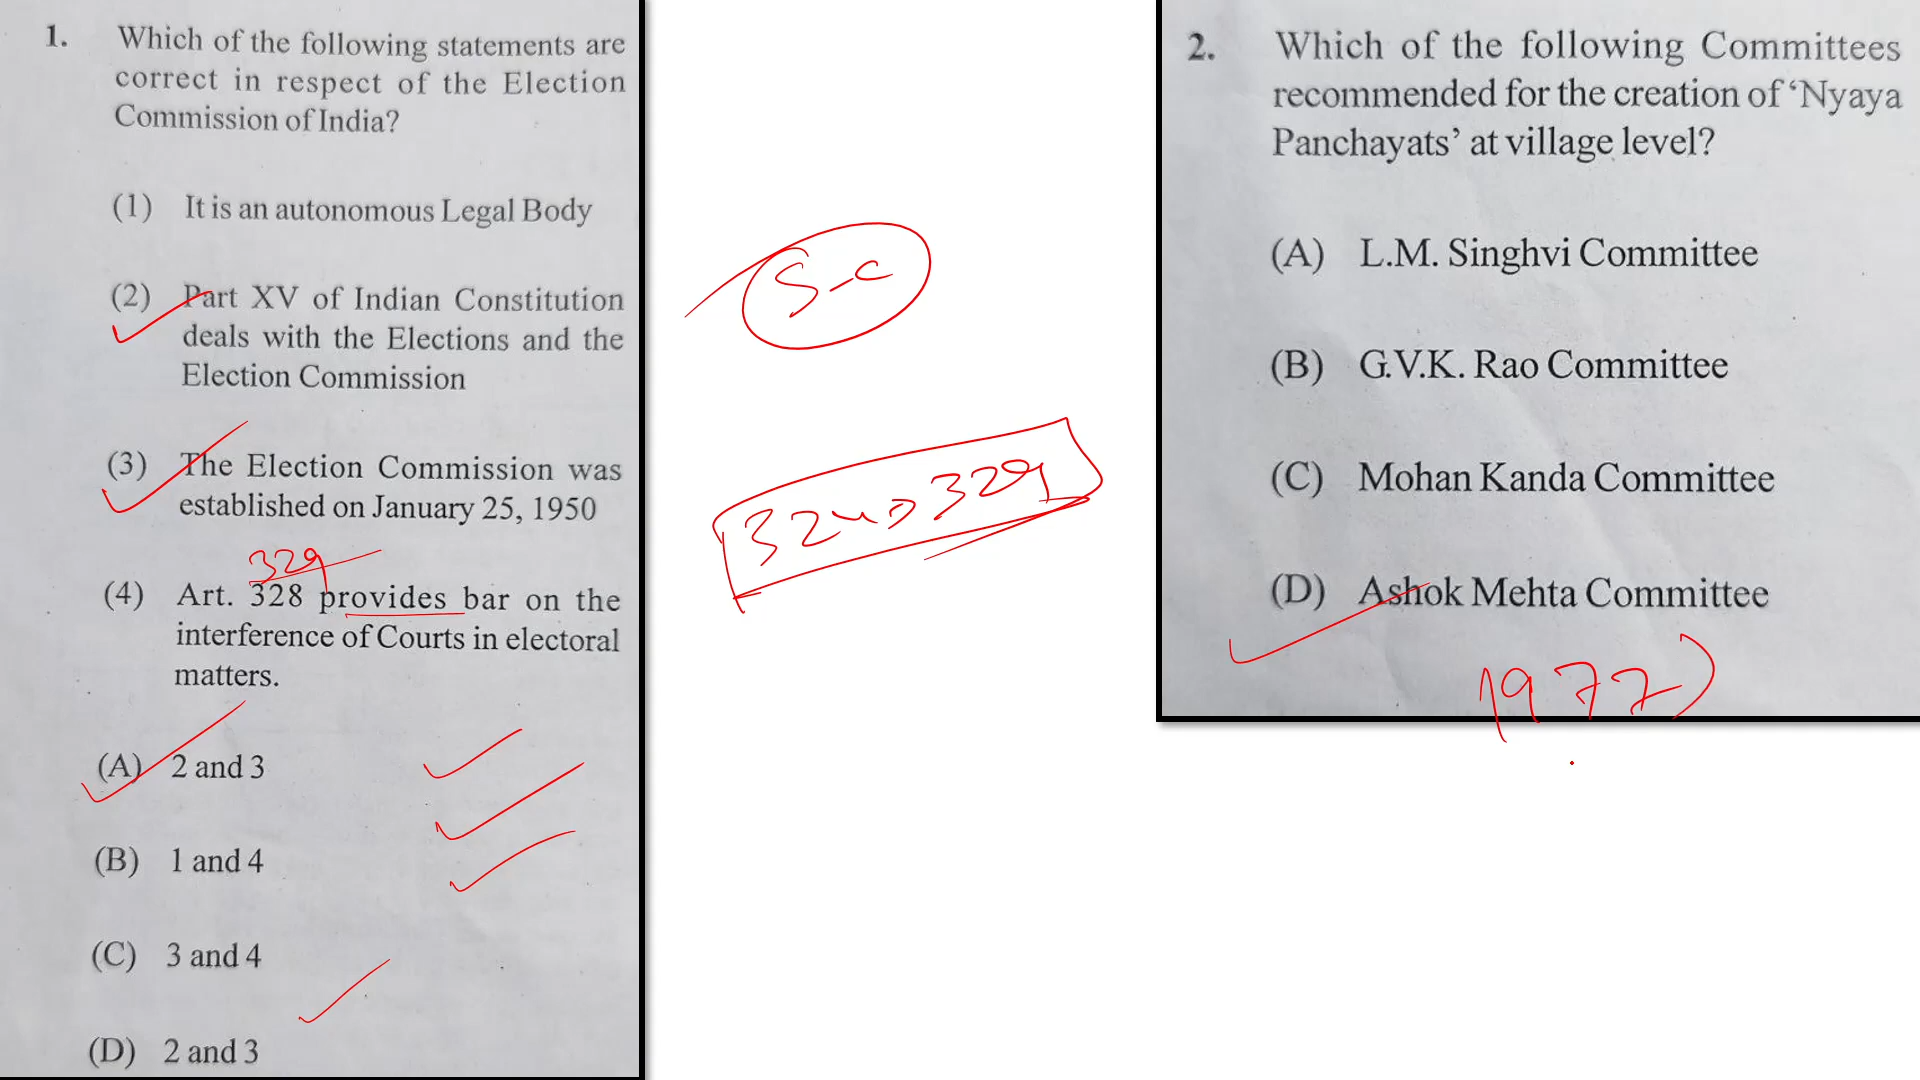 1. Which of the following statements are
correct in respect of the Election
Commission of India?
(1) It is an autonomous Legal Body
(2) Part XV of Indian Constitution
deals with the Elections and the
Election Commission
(3) The Election Commission was
established on January 25, 1950
329
(4) Art. 328 provides bar on the
interference of Courts in electoral
matters.
(A) 2 and 3
(B) 1 and 4
(C) 3 and 4
(D) 2 and 3
S-C
324 329
2. Which of the following Committees
recommended for the creation of ‘Nyaya
Panchayats’ at village level?
(A) L.M. Singhvi Committee
(B) G.V.K. Rao Committee
(C) Mohan Kanda Committee
(D) Ashok Mehta Committee
1977)